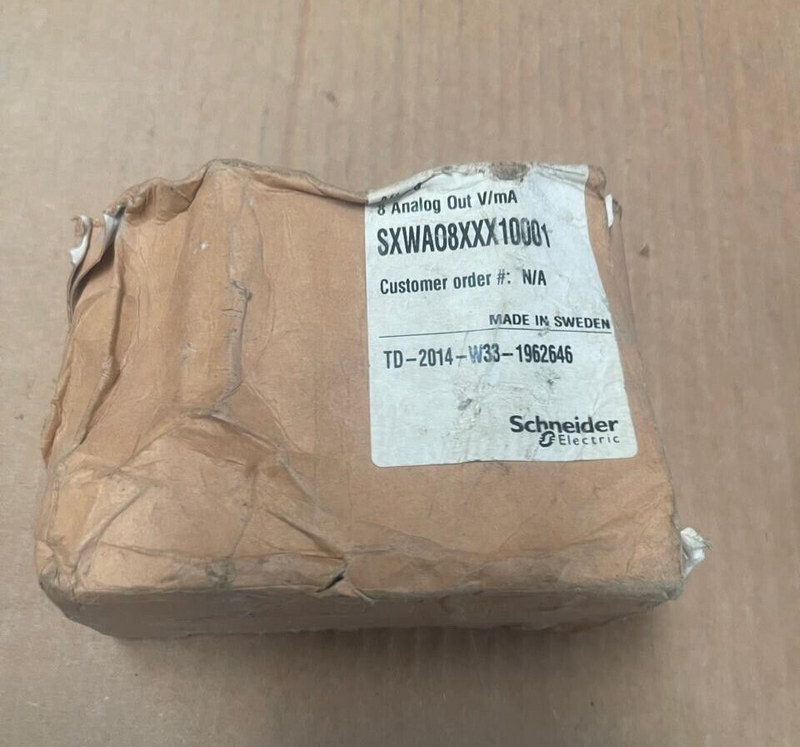 8 Analog Out V/mA
SXWAO8XXX10001
Customer order #: N/A
MADE IN SWEDEN
TD-2014-W33-1962646
Schneider
Electric